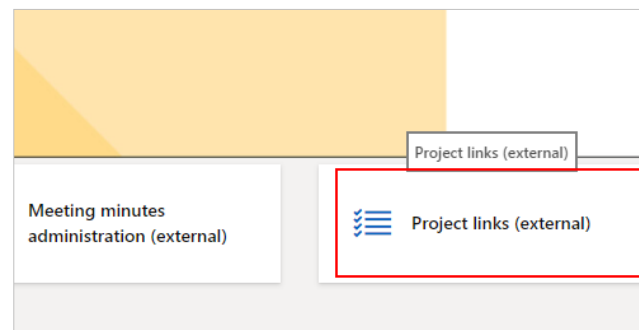 Project links (external)
Meeting minutes
administration (external)
Project links (external)